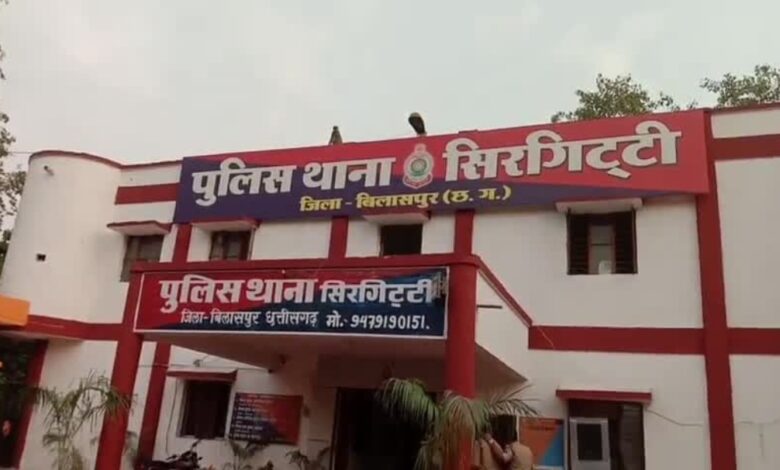 पुलिस थाना सिरगिट्टी
जिला-बिलासपुर (छ.ग.)
पुलिस थाना सिरगिट्टी
जिला-बिलासपुर छत्तीसगढ़ मो.-9479190151.